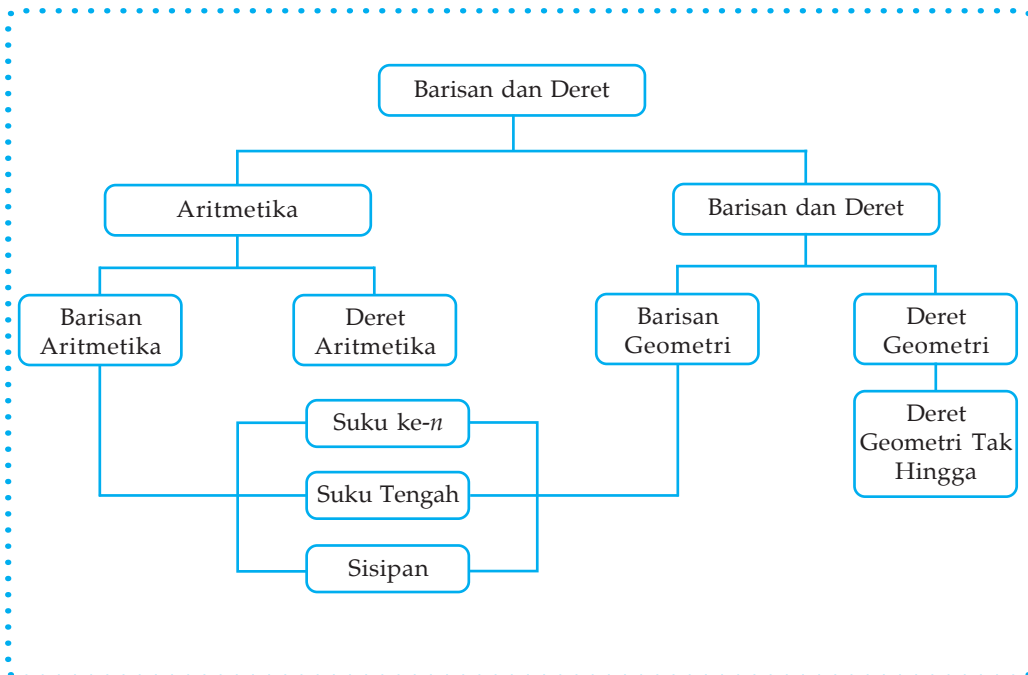 Barisan dan Deret
Aritmetika
Barisan dan Deret
Barisan
Aritmetika
Deret
Aritmetika
Barisan
Geometri
Deret
Geometri
Suku ke-n
Suku Tengah
Sisipan
Deret
Geometri Tak
Hingga